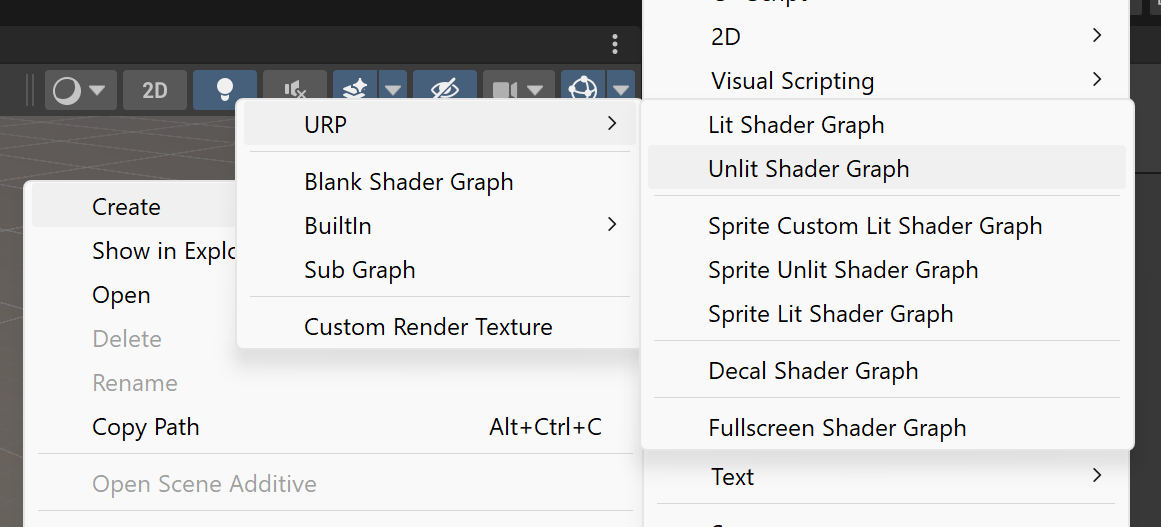 2D
URP
Blank Shader Graph
BuiltIn
Sub Graph
Custom Render Texture
Create
Show in Explo
Open
Delete
Rename
Copy Path Alt+Ctrl+C
Open Scene Additive
2D
Visual Scripting
Lit Shader Graph
Unlit Shader Graph
Sprite Custom Lit Shader Graph
Sprite Unlit Shader Graph
Sprite Lit Shader Graph
Decal Shader Graph
Fullscreen Shader Graph
Text